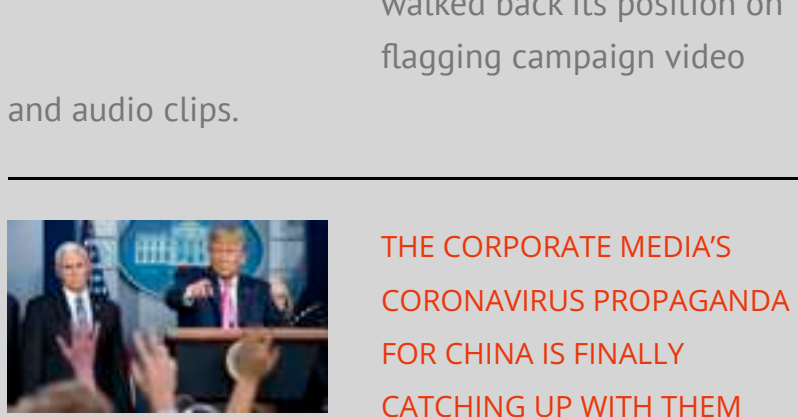 walked back its position on
flagging campaign video
and audio clips.
THE CORPORATE MEDIA’S
CORONAVIRUS PROPAGANDA
FOR CHINA IS FINALLY
CATCHING UP WITH THEM